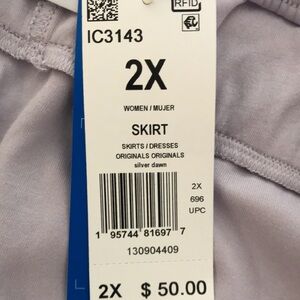 RFID
IC3143
2X
WOMEN / MUJER
SKIRT
SKIRTS / DRESSES
ORIGINALS ORIGINALS
silver dawn
2X
696
UPC
1 95744 81697 7
130904409
2X $ 50.00